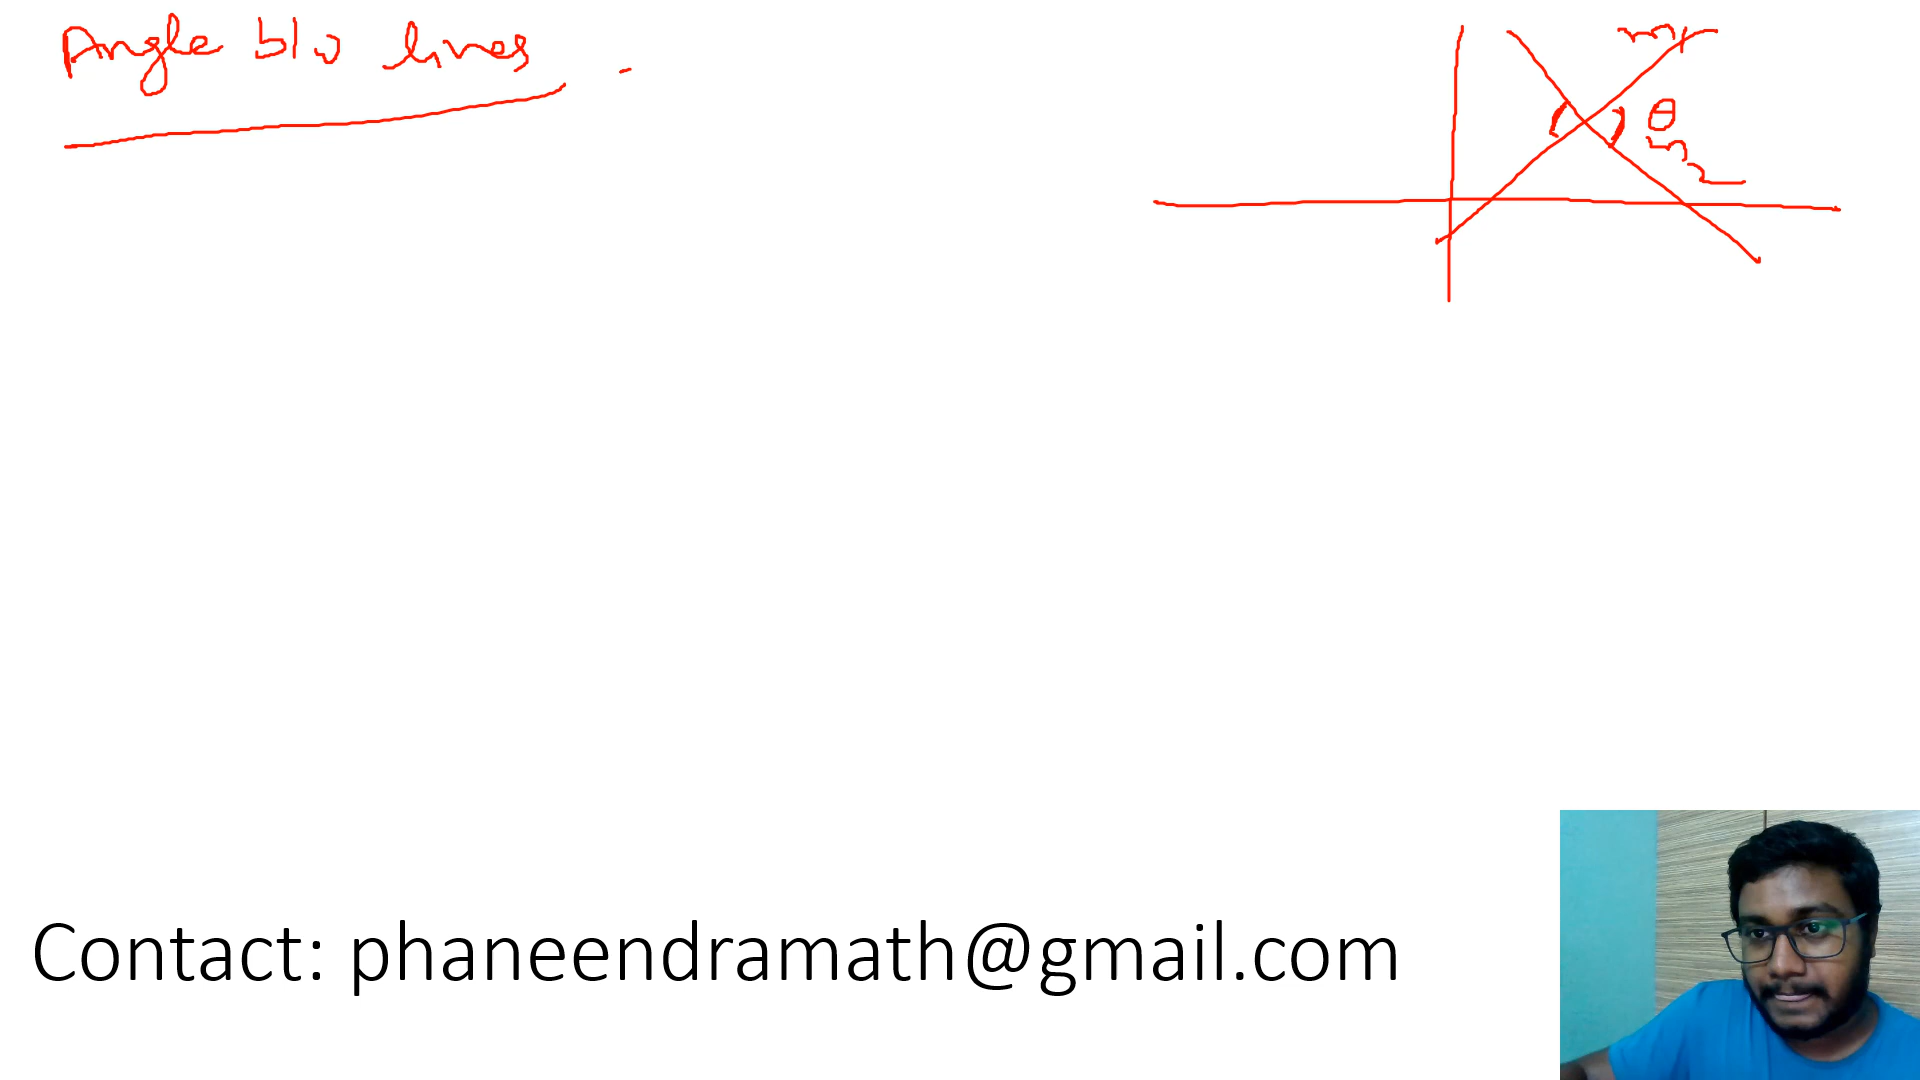 Angle b/w lines
m₁
θ
m₂
Contact: phaneendramath@gmail.com